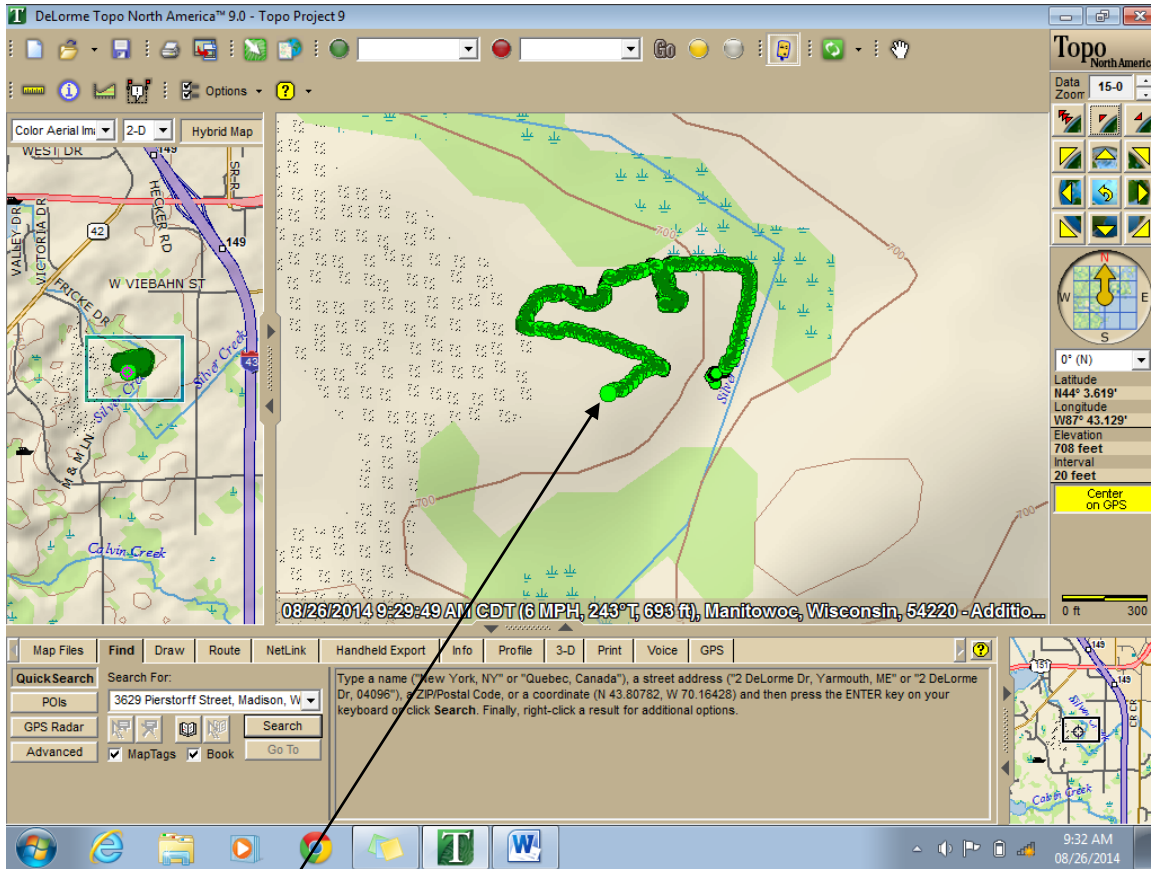 DeLorme Topo North America™ 9.0 - Topo Project 9
Go
Options
Topo
North America
Data
Zoom
15-0
Color Aerial Im
2-D
Hybrid Map
WEST DR
149
SR-R
HECKER RD
42
VALLEY DR
VICTORIA DR
149
W VIEBAHN ST
FRICKE DR
Silver Creek
43
M & M LN
Calvin Creek
700
700
700
700
700
N
W
E
S
0° (N)
Latitude
N44° 3.619'
Longitude
W87° 43.129'
Elevation
708 feet
Interval
20 feet
Center
on GPS
0 ft 300
08/26/2014 9:29:49 AM CDT (6 MPH, 243°T, 693 ft), Manitowoc, Wisconsin, 54220 - Additio...
Map Files Find Draw Route NetLink Handheld Export Info Profile 3-D Print Voice GPS
QuickSearch
POIs
GPS Radar
Advanced
Search For:
3629 Pierstorff Street, Madison, W
Search
MapTags Book Go To
Type a name ("New York, NY" or "Quebec, Canada"), a street address ("2 DeLorme Dr, Yarmouth, ME" or "2 DeLorme
Dr, 04096"), a ZIP/Postal Code, or a coordinate (N 43.80782, W 70.16428) and then press the ENTER key on your
keyboard or click Search. Finally, right-click a result for additional options.
149
151
149
CR CR
Calvin Creek
9:32 AM
08/26/2014